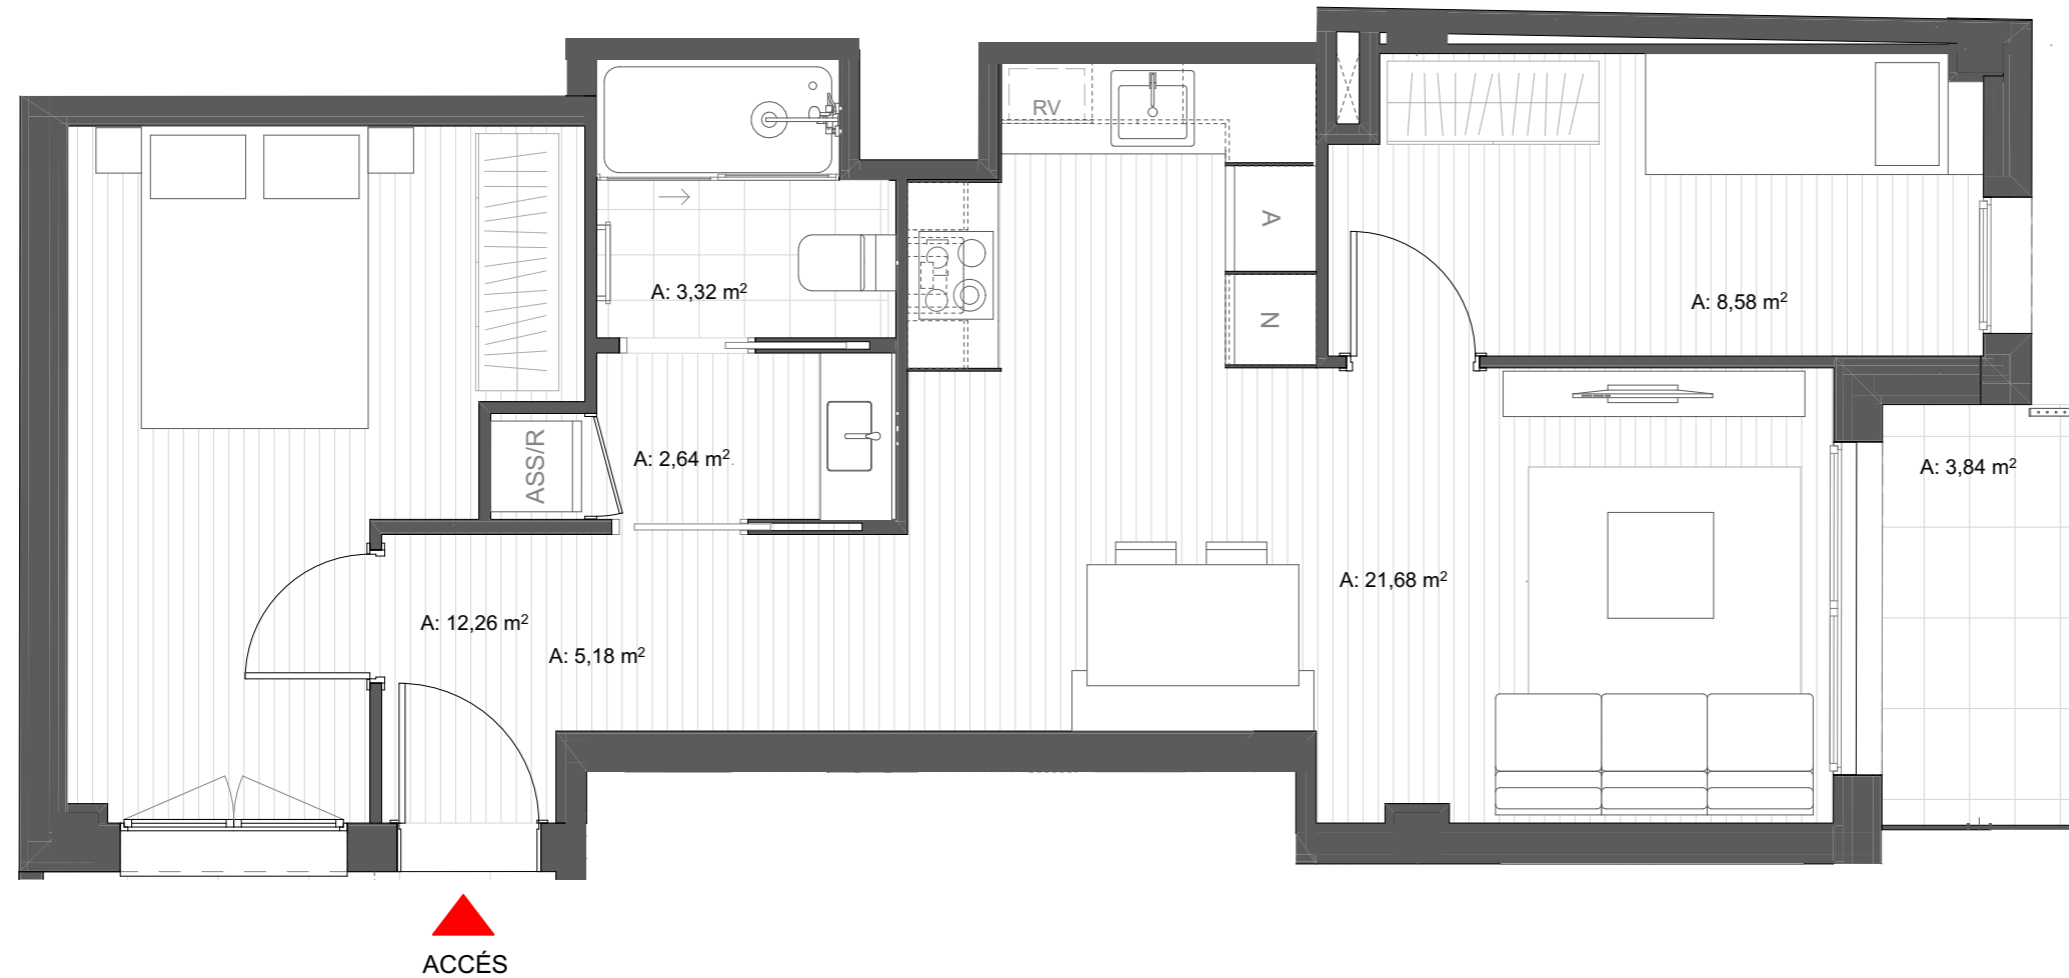 RV
A
N
A: 3,32 m²
A: 8,58 m²
ASS/R
A: 2,64 m²
A: 3,84 m²
A: 21,68 m²
A: 12,26 m²
A: 5,18 m²
ACCÉS